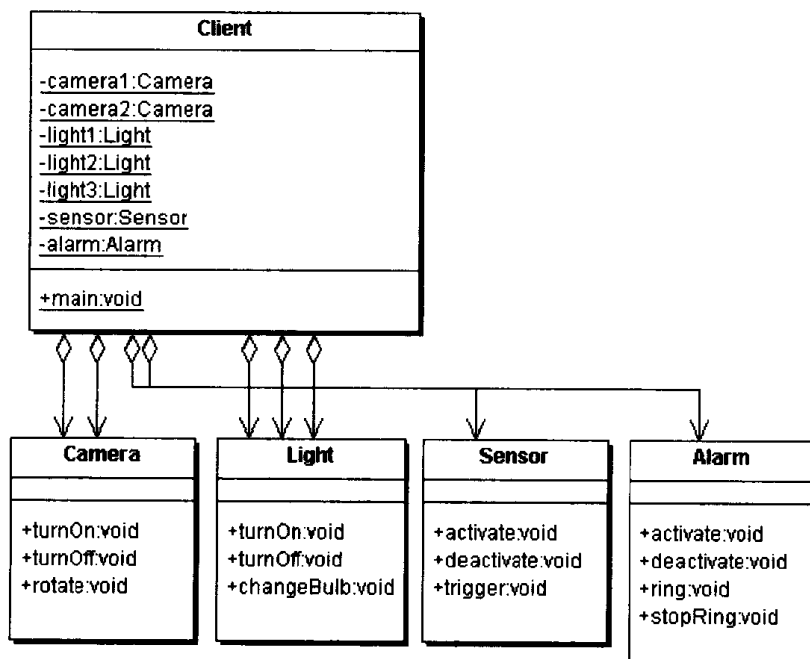 Client
-camera1:Camera
-camera2:Camera
-light1:Light
-light2:Light
-light3:Light
-sensor:Sensor
-alarm:Alarm
+main:void
Camera
+turnOn:void
+turnOff:void
+rotate:void
Light
+turnOn:void
+turnOff:void
+changeBulb:void
Sensor
+activate:void
+deactivate:void
+trigger:void
Alarm
+activate:void
+deactivate:void
+ring:void
+stopRing:void